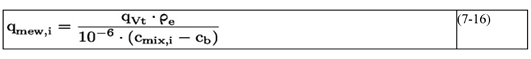 q_mew,i = (q_Vt · ρ_e) / (10^−6 · (c_mix,i − c_b)) (7-16)